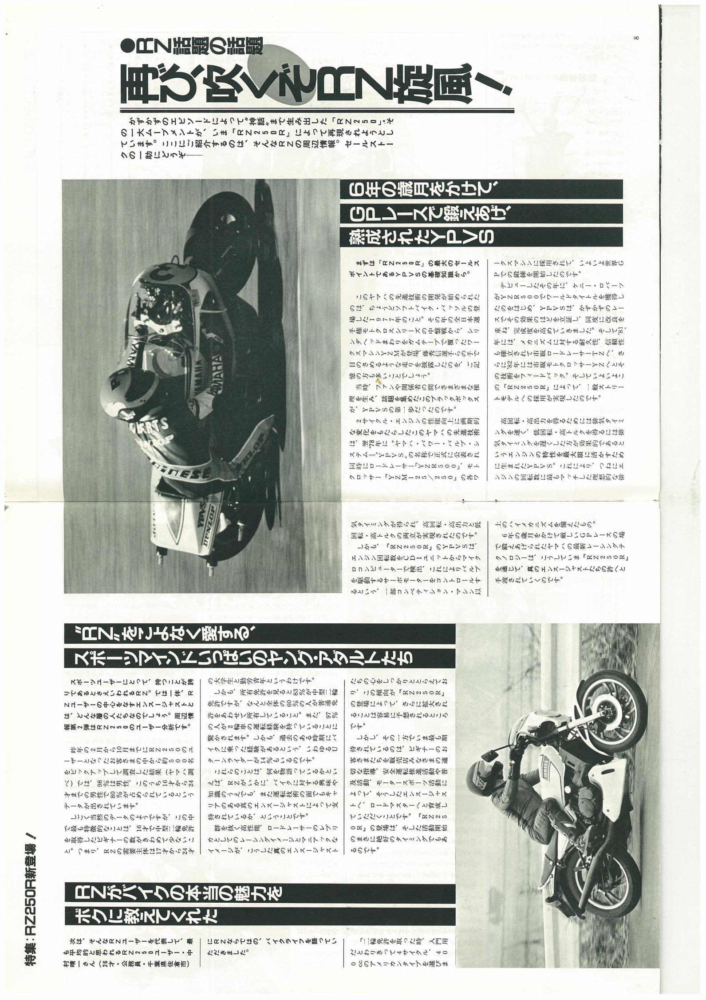 特集：RZ250R新登場！
●RZ話題の話題
再び、吹くぞRZ旋風！
かずかずのエピソードによって“神話”まで生み出した「RZ250」。そ
の一大ムーブメントが、いま『RZ250R』によって再現されようとし
ています。ここにご紹介するのは、そんなRZの周辺情報。セールストー
クの一助にどうぞ――
6年の歳月をかけて、
GPレースで鍛えあげ、
熟成されたYPVS
まずは『RZ250R』の最大のセールス
ポイントであるYPVSの基礎知識から。
このヤマハの先進技術の開発が始められた
のは、ちょうどソフトバイク・パッソルの登
場した1977年のこと。その年の全日本選
手権モトクロスシリーズの中盤戦から、シリ
ンダヘッドまわりをガムテープで覆ったワー
クスマシンYZMが登場、藤秀信選手らの手で
目のさめるような走りを披露したのを、ご記
憶の方も多いことでしょう。
当時、ファンや関係者の間でさまざまな推
理を生み、話題を集めたこのブラックボックス
が、YPVSの第一歩だったのです。
2サイクル・エンジンの性能向上に画期的
な変化をもたらしたこのヤマハの先進技術
は、翌'78年に“ヤマハ・パワー・バルブ・シ
ステム＝“YPVS”の名称で正式に公表され
同時にロードレーサー『YZR500』、モト
クロッサー『YZM125／250』の各ワ
ークスマシンに採用されて、いよいよ世界G
Pでの鍛練を開始したのです。
デビューしたその年に、ケニー・ロバーツ
がYZR500でワールドタイトルを獲得し
たのをはじめ、YPVSは、かずかずのレー
スでその効果のほどを立証し、同度に改良を
重ね、完成度を高めていきました。そして'81、
年には、メカニズムに対する耐久性、信頼性
も確立されて市販ロードレーサーTZへ、さ
らに'82年には市販モトクロッサーYZへとそ
の技術をフィードバック。そしていよいよこ
の『RZ250R』によって、一般ストリー
トモデルへの採用が実現したのです。
高回転・高出力を得るためには排気タイミ
ングを速く、低回転・高トルクを得るには排
気タイミングを遅くした方が効果的であると
いうエンジンの特性を最大限に活かすため
に生まれたYPVS。これにより、つねにエ
ンジンの回転数に最もマッチした理想的な排
気タイミングが得られ、高回転・高出力と低
回転・高トルクの両立が実現されたのです。
しかも、『RZ250R』のYPVSは、
エンジン回転数をCDIユニットからマイク
ロコンピューターで検出、これによりバルブ
を駆動するサーボモーターをコントロールす
るという、一部コンペティション・マシン以
上のハイメカニズムを備えたもの。
6年の歳月をかけて厳しいGPレースの場
で鍛えあげられたヤマハの最新レーシングテ
クノロジーは、こうしていま『RZ250R』
を通じて、真のエンスージャストたちの許へと
手渡されていくのです。
“RZ”をこよなく愛する、
スポーツマインドいっぱいのヤング・アダルトたち
スポーツユーザーにとって、持つことが誇
りであるとさえいわれるRZ。では一体、R
Zユーザーの中心をなすエンスージャストと
は、どんな層の人たちなのでしょう。周辺情
報第2弾はRZ250のユーザー分析です。
昨年の2月から10月までにRZ250のユ
ーザーとなったお客さまの中から約500名
をピックアップして調査した結果（ヤマハ調
べ）では、98％は男性、このうち16才から24
才までの男性で80％が占められているという
データが出されています。
しごく当然のデータのようですが、この中
で最も特徴的なことは、16才で中型二輪免許
を取得したビギナーの数がきわめて少ないこ
と。つまり、RZの需要主体は17才から24才
の大学生と勤労青年というわけです。
しかも、所有免許を見ると83％が中型二輪
免許ですが、なんと全体の60％の人が普通免
許をあわせて所有していること。また、97％
の人が2輪車の運転経験を持っていることに
驚かされます。しかも、過去のある時期にバ
イクに乗った経験があるという、いわゆるU
ターンライダーが14％もいるのです。
これらのことは、何を物語っているかとい
えば、RZがいかに、バイクに対する興味や
知識のうえでも、また運転技術の面でもキャ
リアのある真のエンスージャストによって支
持されているか、ということです。
群を抜く高性能、ロードレーサーのレプリ
カとしてのレーシングイメージとマニアックな
イメージが、こうした真のエンスージャスト
たちの心をしっかりととらえてお
り、この傾向が『RZ250R』
の登場によって、さらに拡大され
ることは容易に予想されるところ
です。
しかし、その一方でいま最も期
待されているのは、ビギナーのお
客さまたちを販売店みなさまの適
切な指導、安全運転推進活動や普
及活動、モータースポーツ活動に
よって、そうしたエンスージャス
トへ、ロードマスターへと育成し
ていただくことです。『RZ25
0R』の登場は、そした活動開始
のまさに絶好のタイミングでもあ
るのです。
RZがバイクの本当の魅力を
ボクに教えてくれた
次は、そんなRZユーザーを代表して、最
も平均的と思われるRZ250ユーザー・中
村晴一さん（26才・公務員・千葉県佐倉市）
にRZならではの、バイクライフを語ってい
ただきました。
「二輪免許を取った時、入門用
だとわりきって4サイクル、40
0ccのアメリカンタイプを選びま
8
YAMAHA
YAMAHA
DUNLOP
DAINESE
DUNLOP
YPVS
DUNLOP
YAMAHA